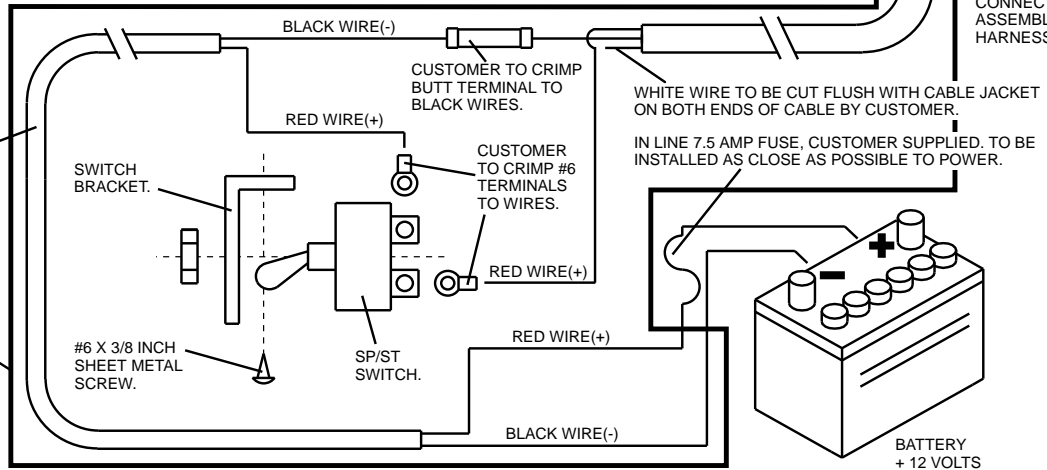 CONNECT
ASSEMBL
HARNESS
BLACK WIRE(-)
CUSTOMER TO CRIMP
BUTT TERMINAL TO
BLACK WIRES.
WHITE WIRE TO BE CUT FLUSH WITH CABLE JACKET
ON BOTH ENDS OF CABLE BY CUSTOMER.
RED WIRE(+)
IN LINE 7.5 AMP FUSE, CUSTOMER SUPPLIED. TO BE
INSTALLED AS CLOSE AS POSSIBLE TO POWER.
CUSTOMER
TO CRIMP #6
TERMINALS
TO WIRES.
SWITCH
BRACKET.
RED WIRE(+)
+
-
RED WIRE(+)
#6 X 3/8 INCH
SHEET METAL
SCREW.
SP/ST
SWITCH.
BLACK WIRE(-)
BATTERY
+ 12 VOLTS